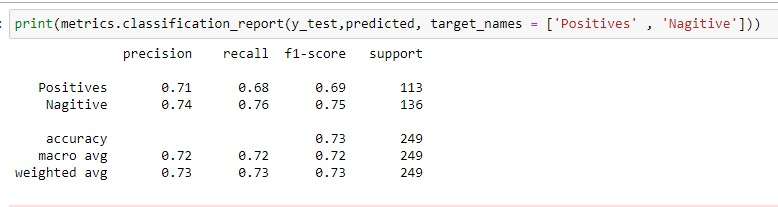 print(metrics.classification_report(y_test,predicted, target_names = ['Positives' , 'Nagitive']))
precision recall f1-score support
Positives 0.71 0.68 0.69 113
Nagitive 0.74 0.76 0.75 136
accuracy 0.73 249
macro avg 0.72 0.72 0.72 249
weighted avg 0.73 0.73 0.73 249